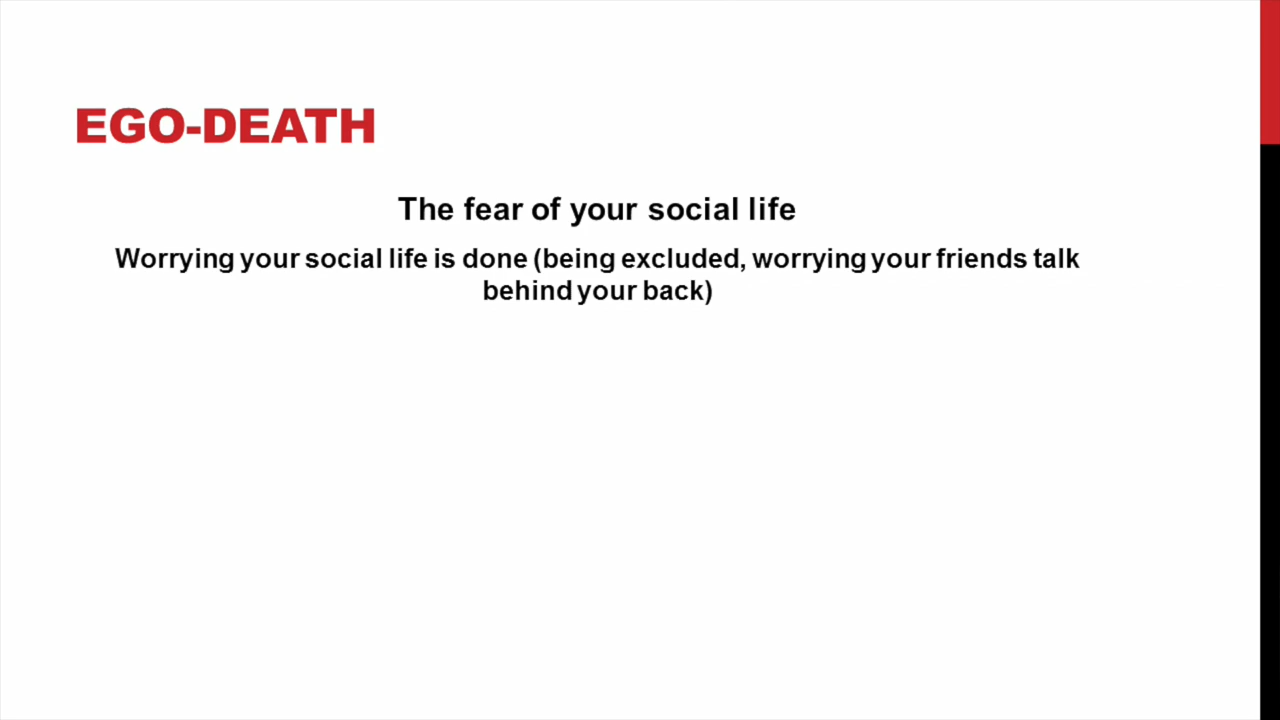 EGO-DEATH
The fear of your social life
Worrying your social life is done (being excluded, worrying your friends talk
behind your back)